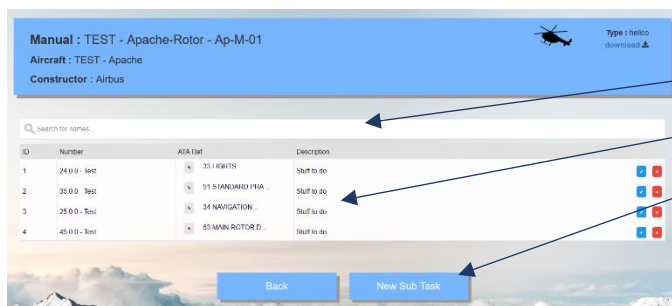 Manual : TEST - Apache-Rotor - Ap-M-01
Type : helico
Aircraft : TEST - Apache
download
Constructor : Airbus
Search for names..
ID Number ATA Ref Description
1 24.0.0 - Test 33 LIGHTS Stuff to do
2 35.0.0 - Test 51 STANDARD PRA ... Stuff to do
3 25.0.0 - Test 34 NAVIGATION ... Stuff to do
4 45.0.0 - Test 63 MAIN ROTOR D ... Stuff to do
Back New Sub Task